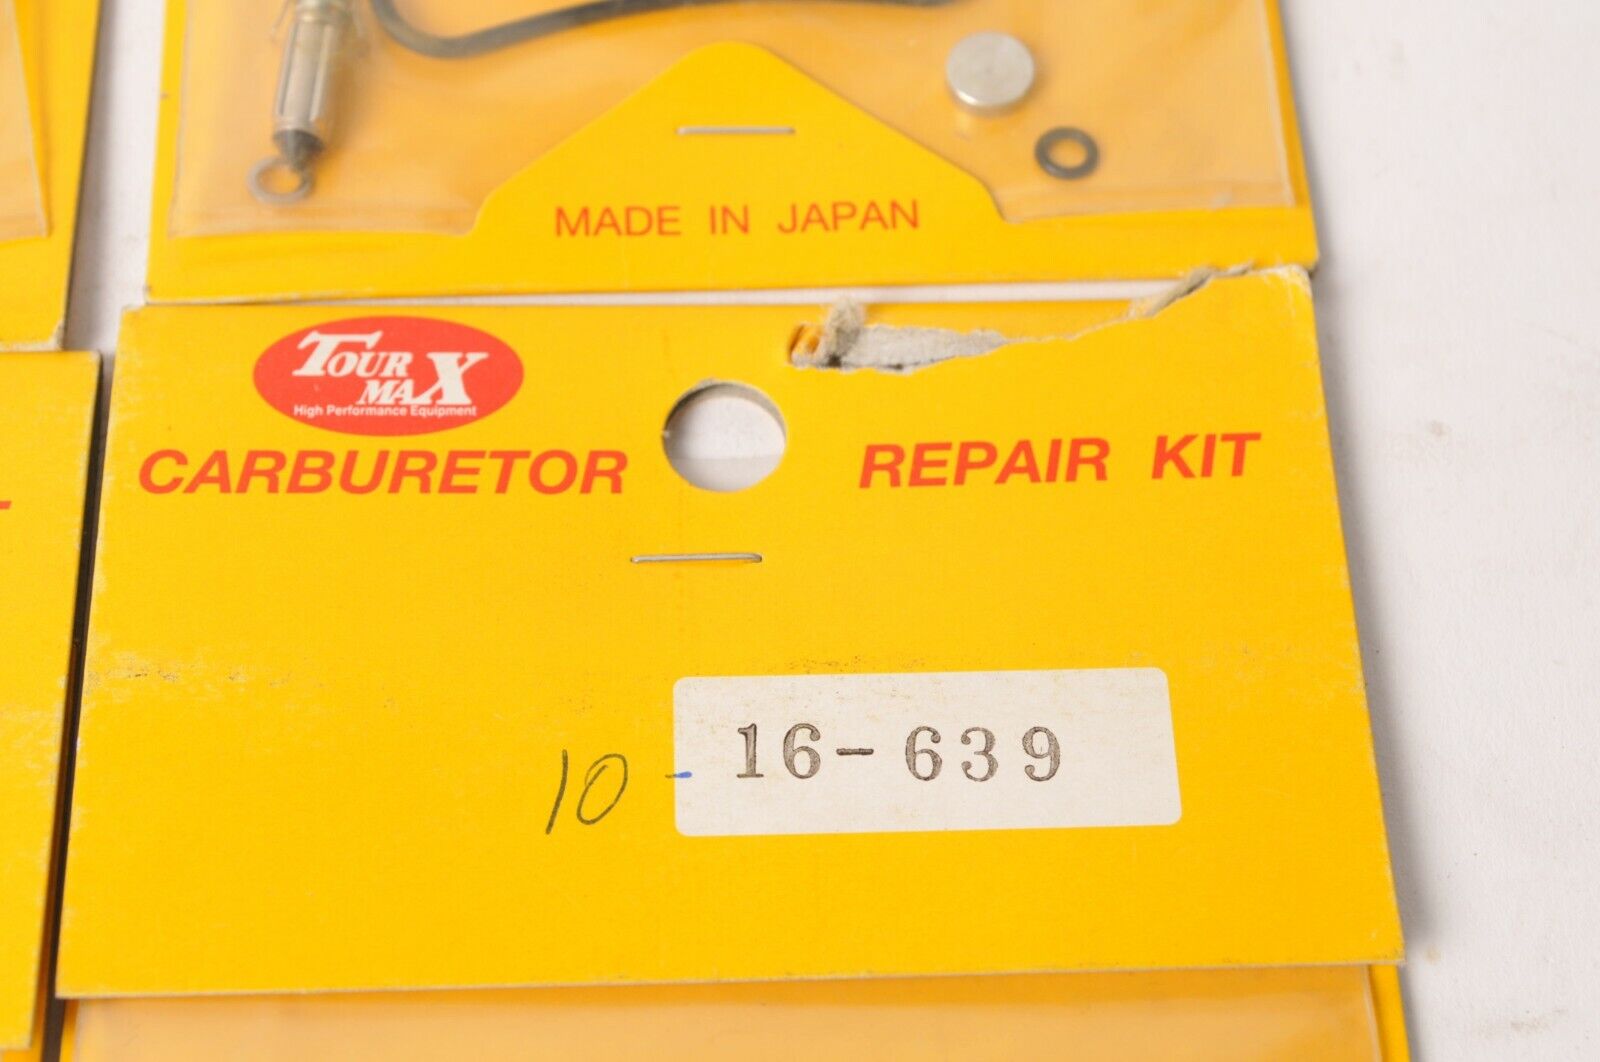 MADE IN JAPAN
TOUR MAX
High Performance Equipment
CARBURETOR REPAIR KIT
10 - 16-639